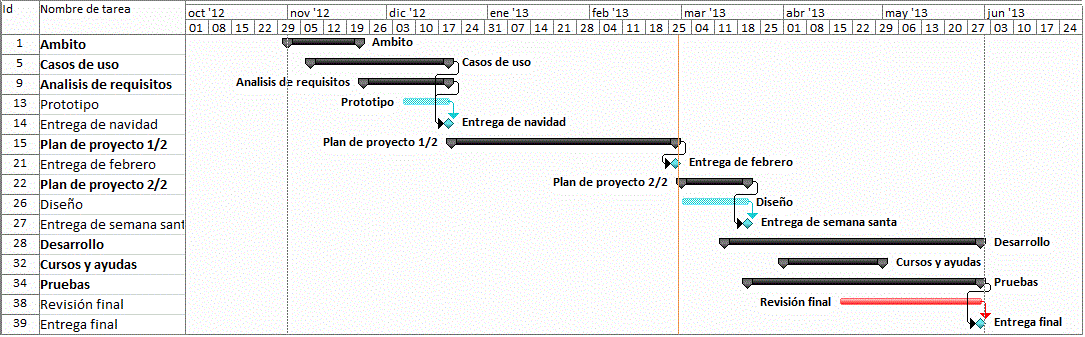 Id Nombre de tarea oct '12 nov '12 dic '12 ene '13 feb '13 mar '13 abr '13 may '13 jun '13
01 08 15 22 29 05 12 19 26 03 10 17 24 31 07 14 21 28 04 11 18 25 04 11 18 25 01 08 15 22 29 06 13 20 27 03 10 17 24
1 Ambito Ambito
5 Casos de uso Casos de uso
9 Analisis de requisitos Analisis de requisitos
13 Prototipo Prototipo
14 Entrega de navidad Entrega de navidad
15 Plan de proyecto 1/2 Plan de proyecto 1/2
21 Entrega de febrero Entrega de febrero
22 Plan de proyecto 2/2 Plan de proyecto 2/2
26 Diseño Diseño
27 Entrega de semana sant Entrega de semana santa
28 Desarrollo Desarrollo
32 Cursos y ayudas Cursos y ayudas
34 Pruebas Pruebas
38 Revisión final Revisión final
39 Entrega final Entrega final